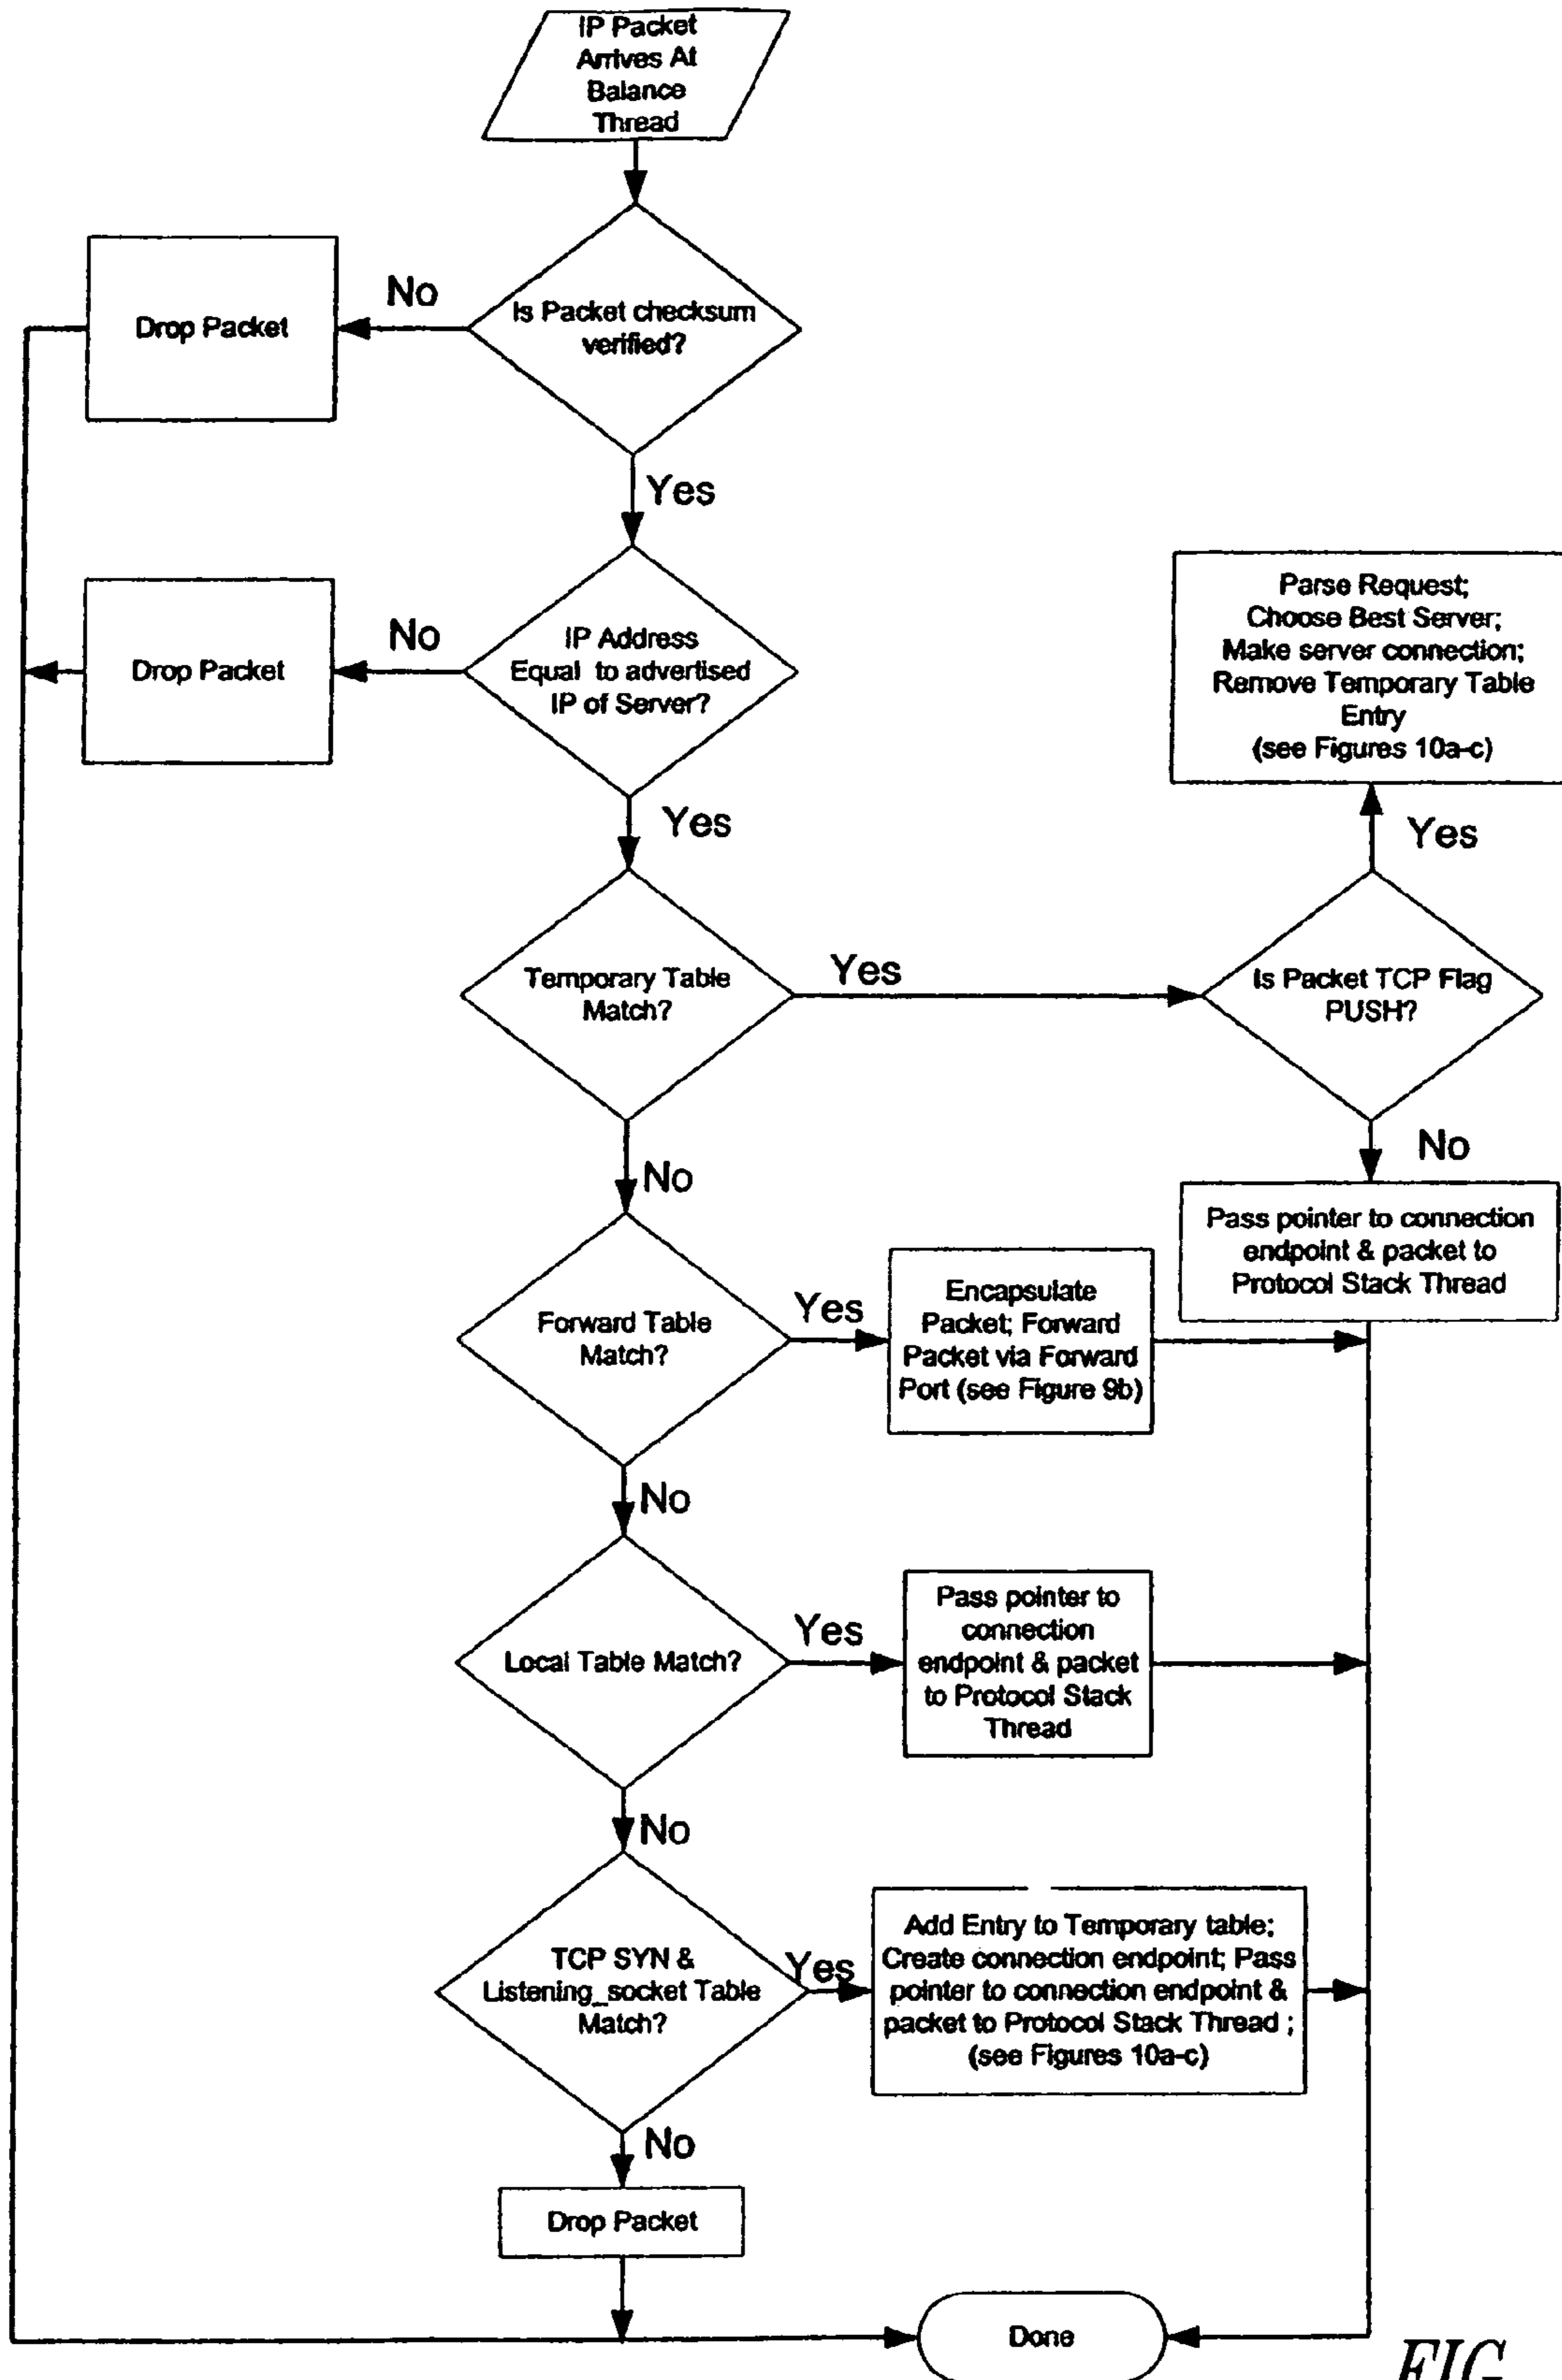 IP Packet
Arrives At
Balance
Thread
Is Packet checksum
verified?
No
Drop Packet
Yes
IP Address
Equal to advertised
IP of Server?
No
Drop Packet
Yes
Parse Request;
Choose Best Server;
Make server connection;
Remove Temporary Table
Entry
(see Figures 10a-c)
Yes
Temporary Table
Match?
Yes
Is Packet TCP Flag
PUSH?
No
No
Pass pointer to connection
endpoint & packet to
Protocol Stack Thread
Forward Table
Match?
Yes
Encapsulate
Packet; Forward
Packet via Forward
Port (see Figure 9b)
No
Local Table Match?
Yes
Pass pointer to
connection
endpoint & packet
to Protocol Stack
Thread
No
TCP SYN &
Listening_socket Table
Match?
Yes
Add Entry to Temporary table;
Create connection endpoint; Pass
pointer to connection endpoint &
packet to Protocol Stack Thread ;
(see Figures 10a-c)
No
Drop Packet
Done
FIG